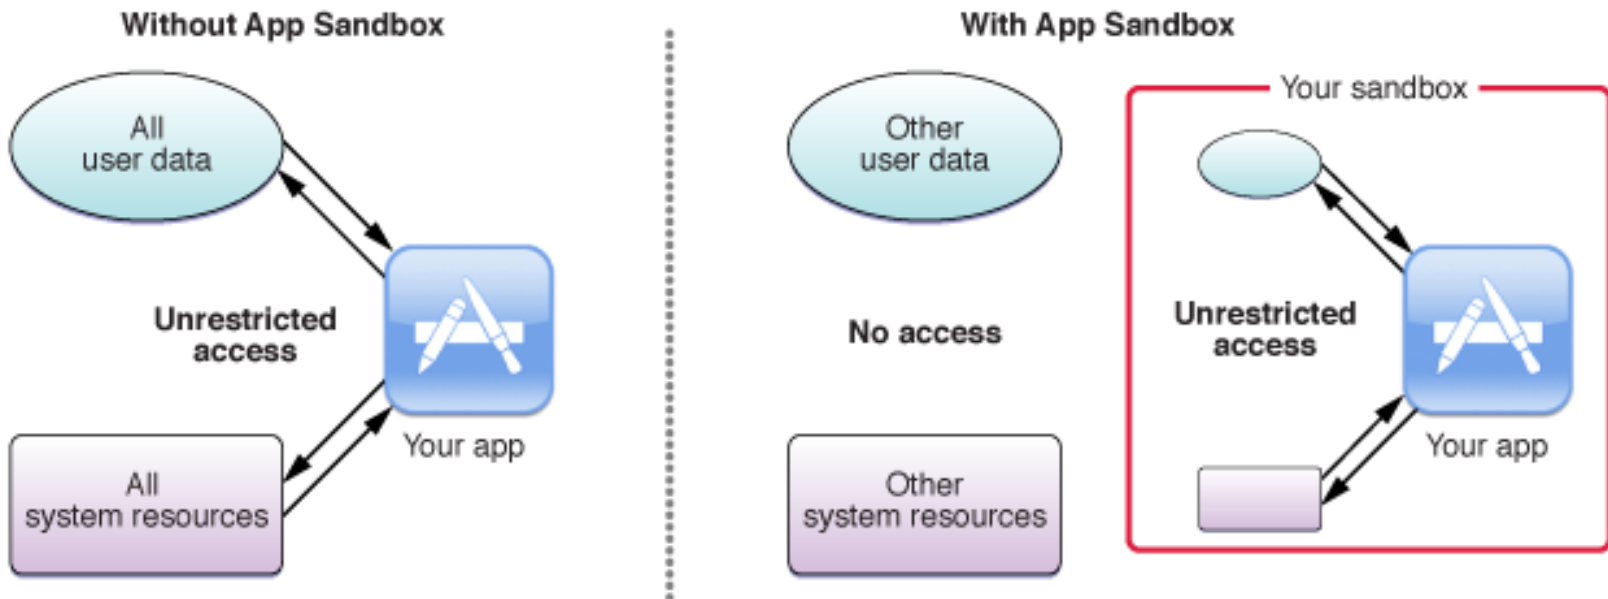 Without App Sandbox
All
user data
Unrestricted
access
Your app
All
system resources
With App Sandbox
Other
user data
No access
Other
system resources
Your sandbox
Unrestricted
access
Your app